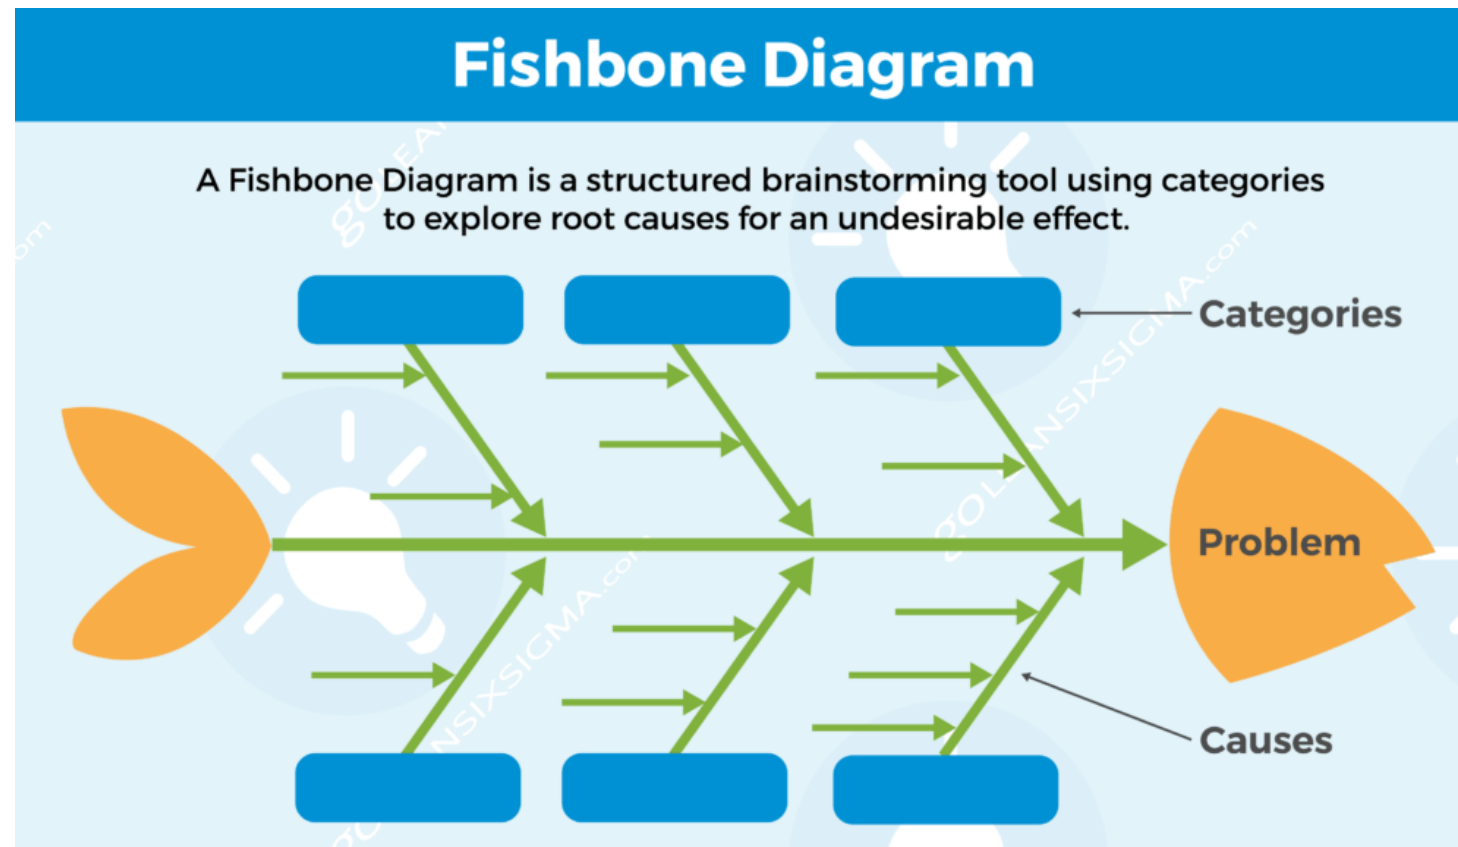 Fishbone Diagram
A Fishbone Diagram is a structured brainstorming tool using categories
to explore root causes for an undesirable effect.
Categories
Problem
Causes